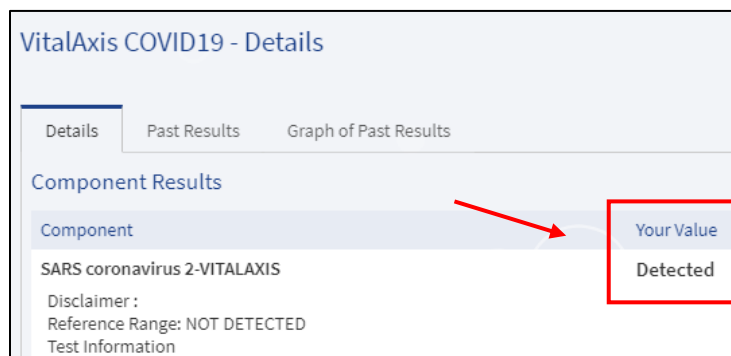 VitalAxis COVID19 - Details
Details Past Results Graph of Past Results
Component Results
Component Your Value
SARS coronavirus 2-VITALAXIS Detected
Disclaimer :
Reference Range: NOT DETECTED
Test Information